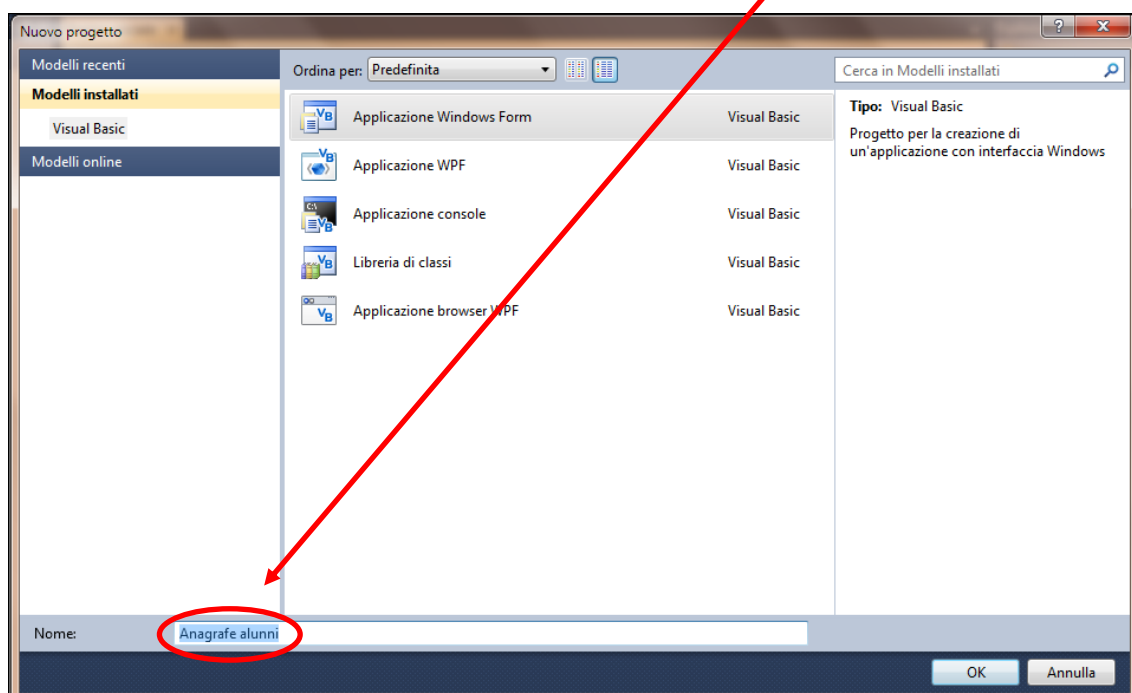 Nuovo progetto
Modelli recenti
Modelli installati
Visual Basic
Modelli online
Ordina per: Predefinita
Applicazione Windows Form Visual Basic
Applicazione WPF Visual Basic
Applicazione console Visual Basic
Libreria di classi Visual Basic
Applicazione browser WPF Visual Basic
Cerca in Modelli installati
Tipo: Visual Basic
Progetto per la creazione di
un'applicazione con interfaccia Windows
Nome: Anagrafe alunni
OK Annulla